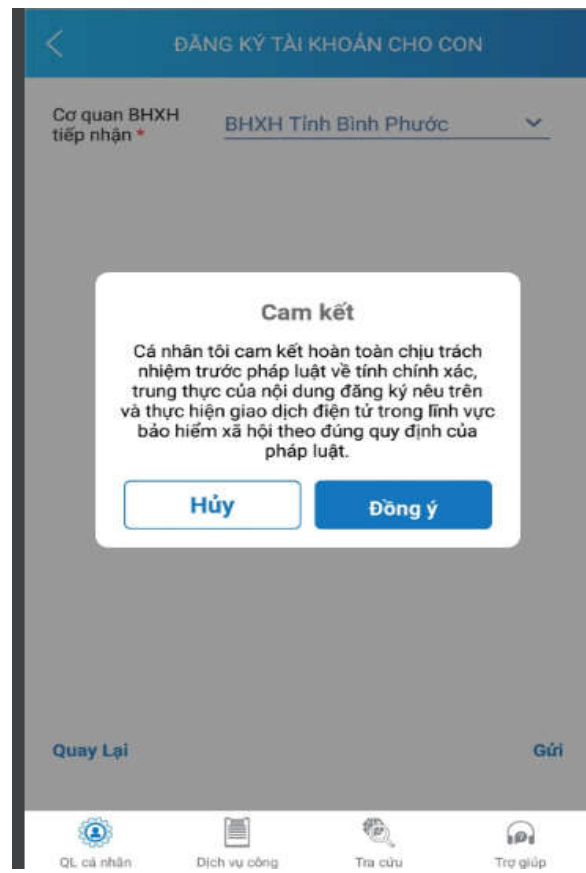 ĐĂNG KÝ TÀI KHOẢN CHO CON
Cơ quan BHXH
tiếp nhận *
BHXH Tỉnh Bình Phước
Cam kết
Cá nhân tôi cam kết hoàn toàn chịu trách
nhiệm trước pháp luật về tính chính xác,
trung thực của nội dung đăng ký nêu trên
và thực hiện giao dịch điện tử trong lĩnh vực
bảo hiểm xã hội theo đúng quy định của
pháp luật.
Hủy
Đồng ý
Quay Lại
Gửi
QL cá nhân
Dịch vụ công
Tra cứu
Trợ giúp